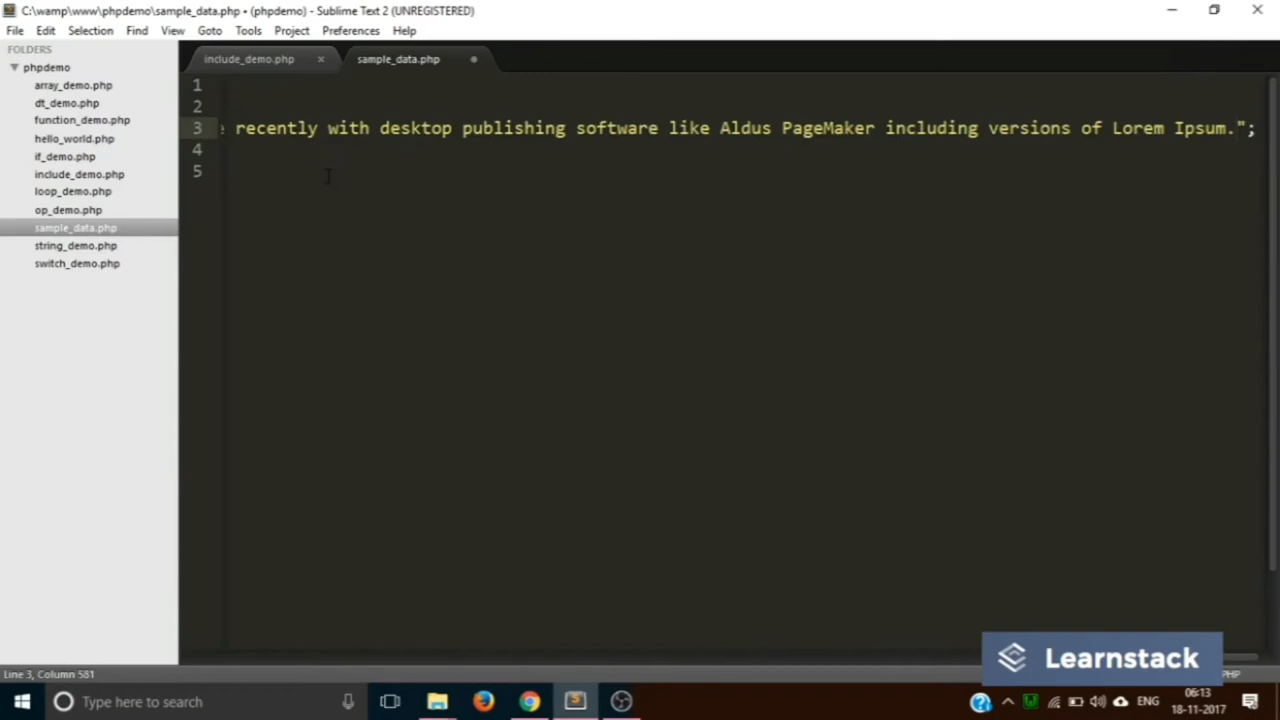 C:\wamp\www\phpdemo\sample_data.php • (phpdemo) - Sublime Text 2 (UNREGISTERED)
File Edit Selection Find View Goto Tools Project Preferences Help
FOLDERS
phpdemo
array_demo.php
dt_demo.php
function_demo.php
hello_world.php
if_demo.php
include_demo.php
loop_demo.php
op_demo.php
sample_data.php
string_demo.php
switch_demo.php
include_demo.php × sample_data.php
1
2
3 recently with desktop publishing software like Aldus PageMaker including versions of Lorem Ipsum.";
4
5
Learnstack
Line 3, Column 581
PHP
Type here to search
ENG
06:13
18-11-2017